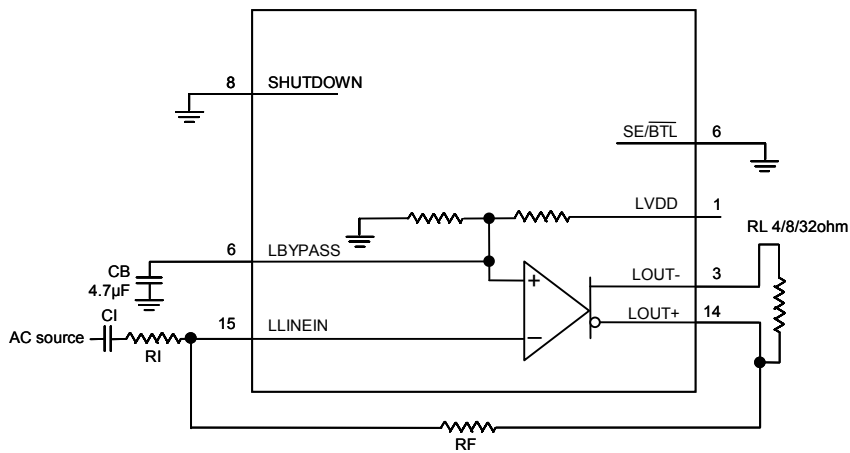 8 SHUTDOWN
SE/BTL 6
LVDD 1
RL 4/8/32ohm
6 LBYPASS
CB
4.7µF
LOUT- 3
+
CI
15 LLINEIN
LOUT+ 14
AC source
RI
−
RF